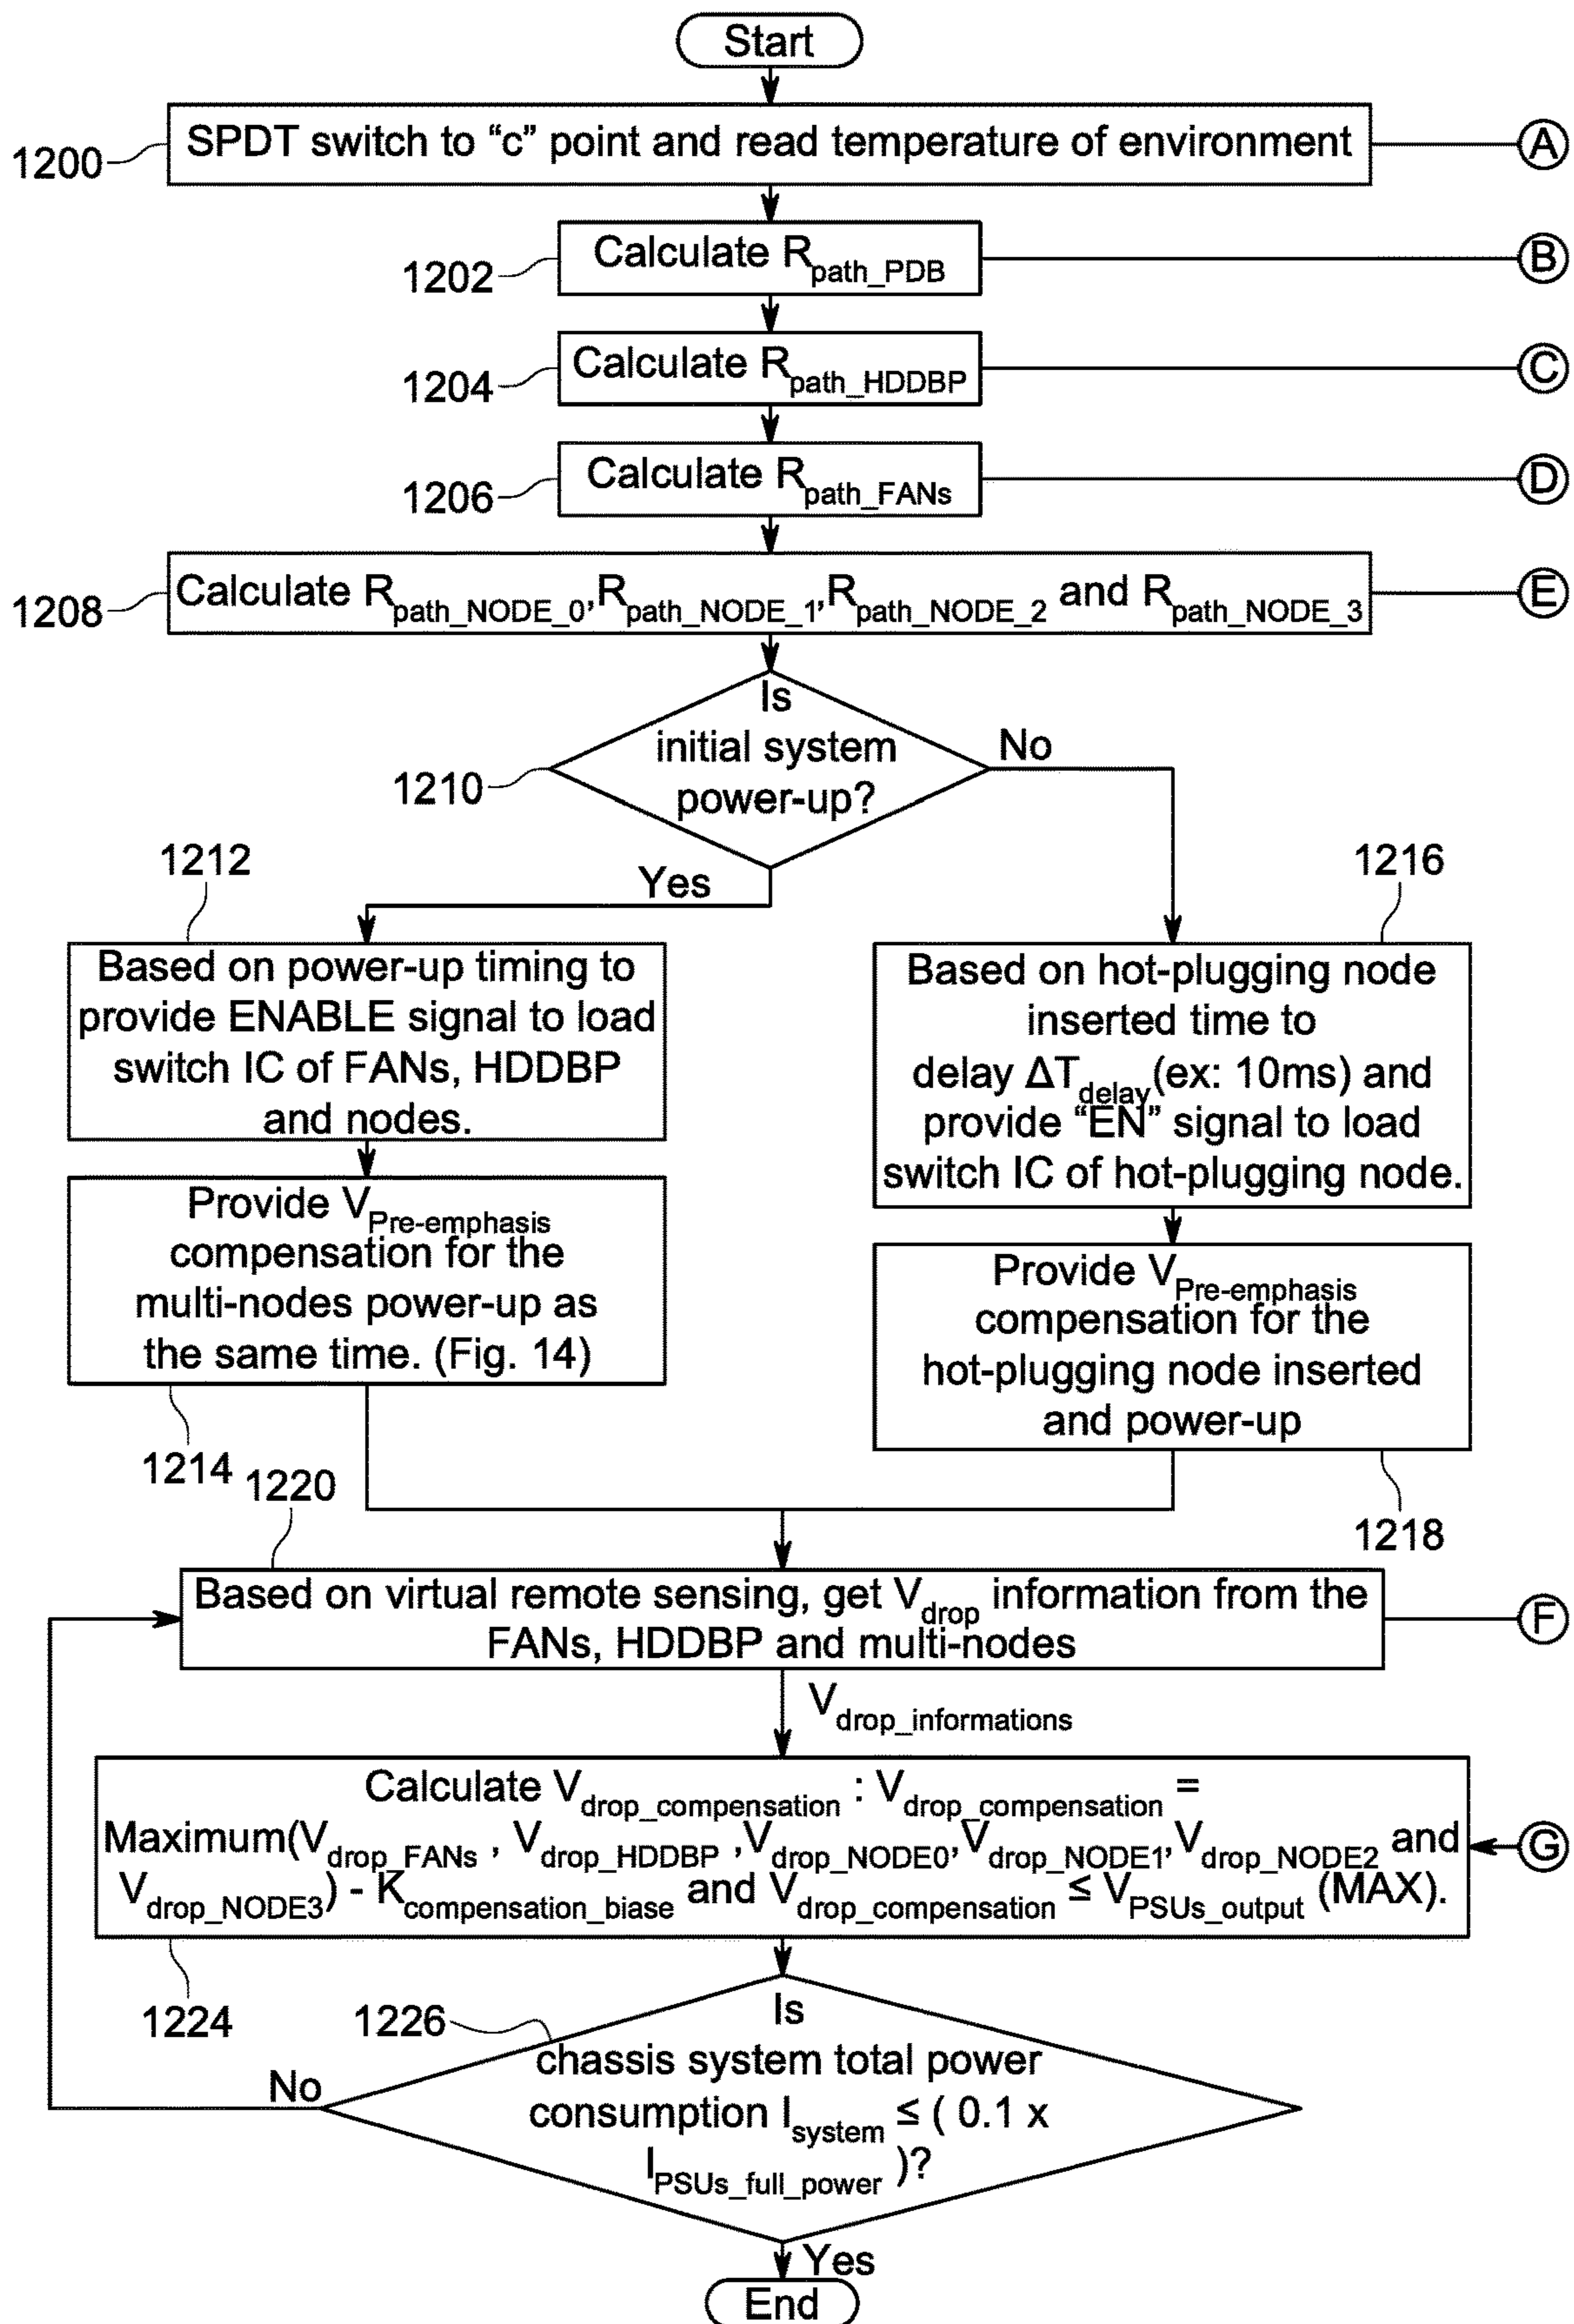 Start
1200
SPDT switch to “c” point and read temperature of environment
A
1202
Calculate Rpath_PDB
B
1204
Calculate Rpath_HDDBP
C
1206
Calculate Rpath_FANs
D
1208
Calculate Rpath_NODE_0,Rpath_NODE_1,Rpath_NODE_2 and Rpath_NODE_3
E
1210
Is
initial system
power-up?
No
Yes
1212
Based on power-up timing to
provide ENABLE signal to load
switch IC of FANs, HDDBP
and nodes.
Provide VPre-emphasis
compensation for the
multi-nodes power-up as
the same time. (Fig. 14)
1214
1216
Based on hot-plugging node
inserted time to
delay ΔTdelay(ex: 10ms) and
provide “EN” signal to load
switch IC of hot-plugging node.
Provide VPre-emphasis
compensation for the
hot-plugging node inserted
and power-up
1218
1220
Based on virtual remote sensing, get Vdrop information from the
FANs, HDDBP and multi-nodes
F
Vdrop_informations
Calculate Vdrop_compensation : Vdrop_compensation =
Maximum(Vdrop_FANs , Vdrop_HDDBP ,Vdrop_NODE0,Vdrop_NODE1,Vdrop_NODE2 and
Vdrop_NODE3) - Kcompensation_biase and Vdrop_compensation ≤ VPSUs_output (MAX).
G
1224
1226
Is
chassis system total power
consumption Isystem ≤ ( 0.1 x
IPSUs_full_power )?
No
Yes
End